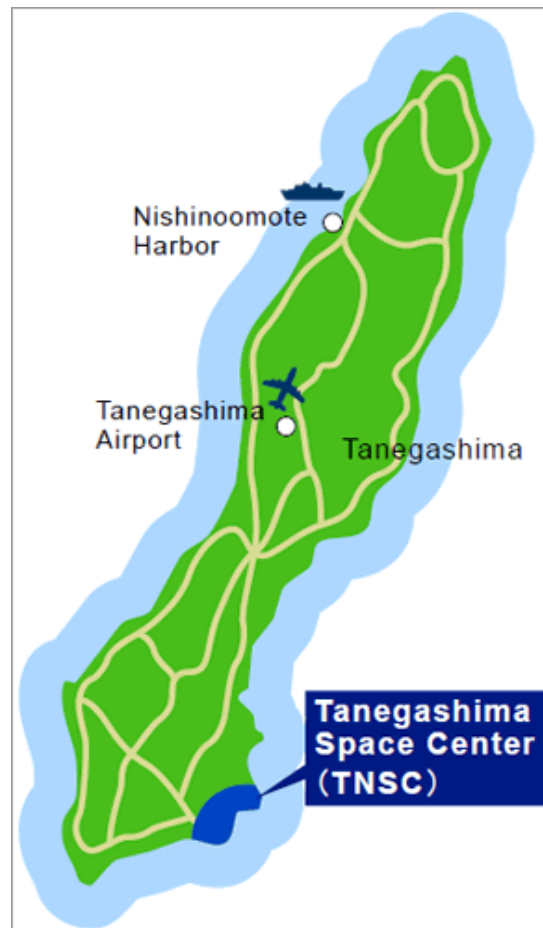 Nishinoomote
Harbor
Tanegashima
Airport
Tanegashima
Tanegashima
Space Center
（TNSC）